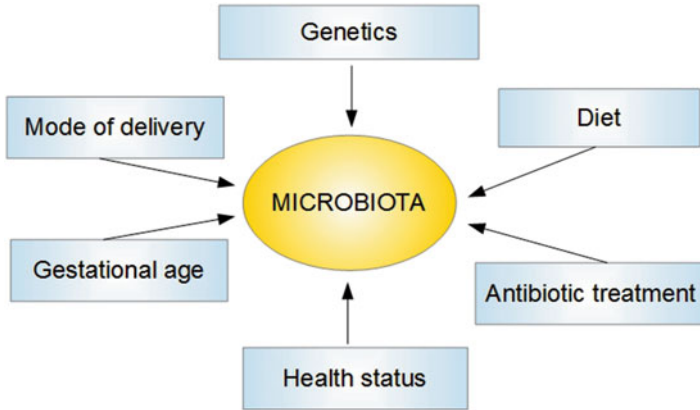 Genetics
Mode of delivery
Diet
MICROBIOTA
Gestational age
Antibiotic treatment
Health status